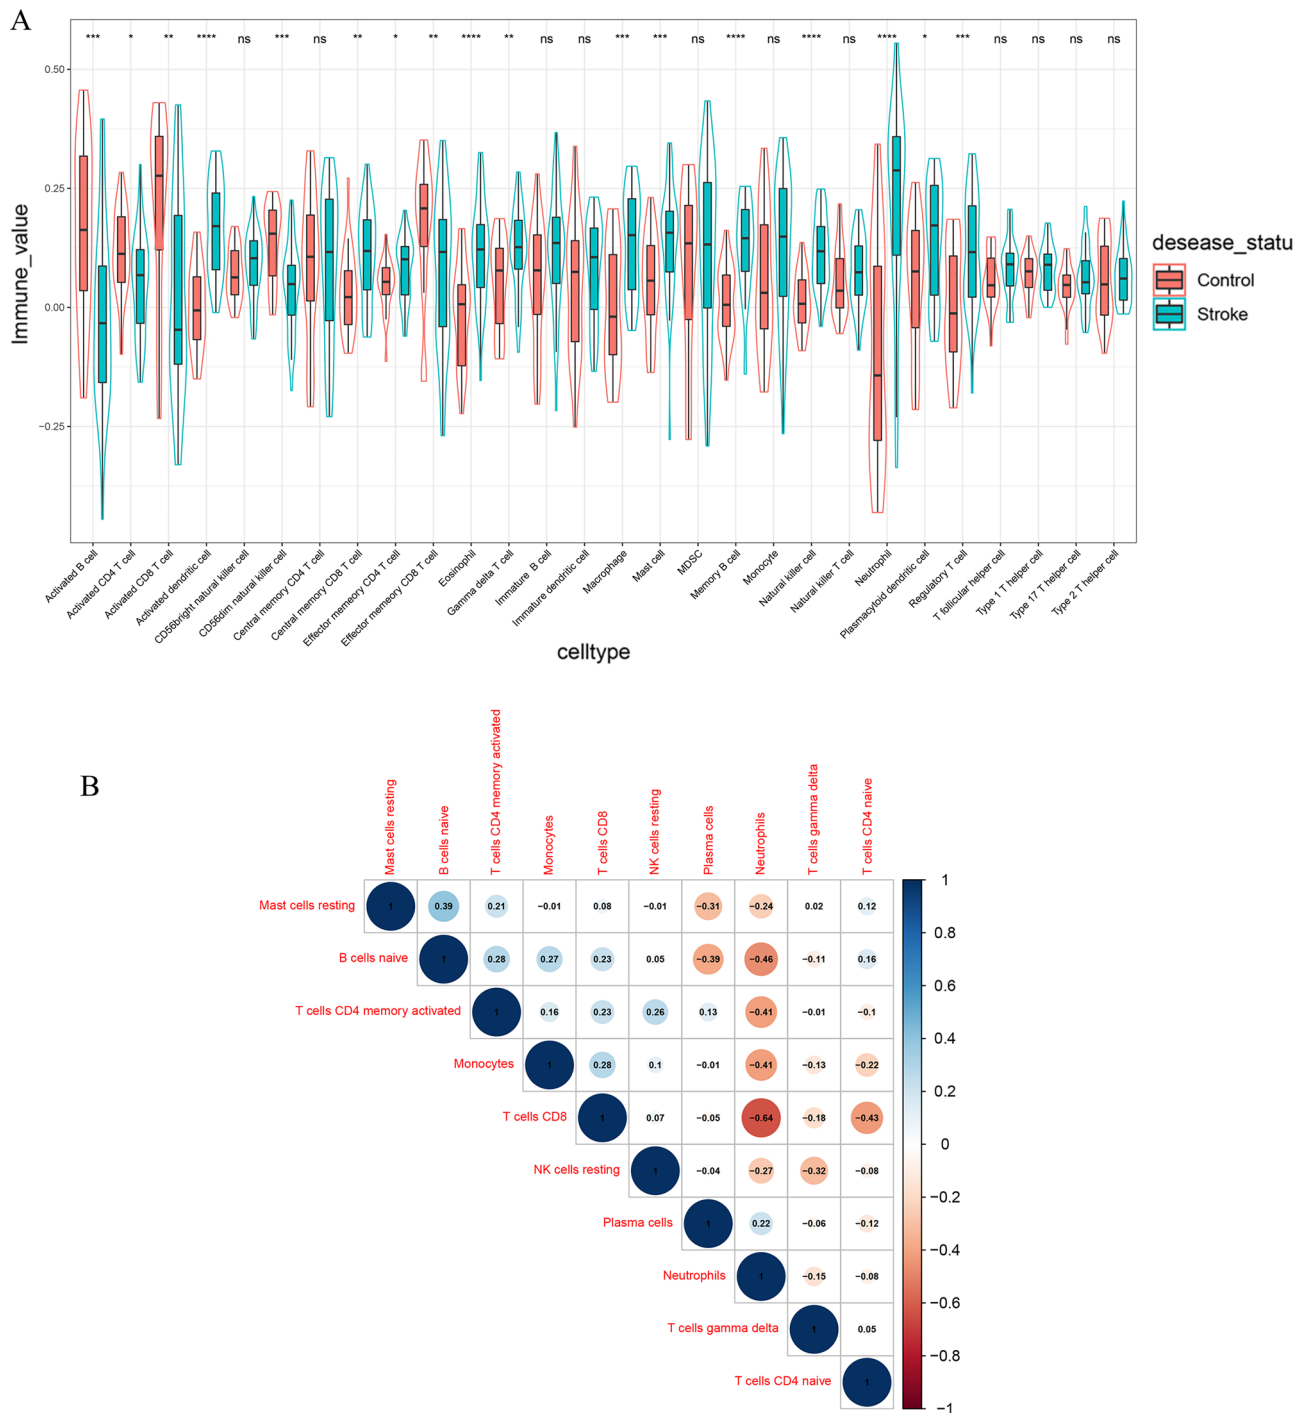 A
*** * ** **** ns *** ns ** * ** **** ** ns ns *** *** ns **** ns **** ns **** * *** ns ns ns ns
0.50
0.25
0.00
−0.25
Immune_value
Activated B cell
Activated CD4 T cell
Activated CD8 T cell
Activated dendritic cell
CD56bright natural killer cell
CD56dim natural killer cell
Central memory CD4 T cell
Central memory CD8 T cell
Effector memory CD4 T cell
Effector memory CD8 T cell
Eosinophil
Gamma delta T cell
Immature  B cell
Immature dendritic cell
Macrophage
Mast cell
MDSC
Memory B cell
Monocyte
Natural killer cell
Natural killer T cell
Neutrophil
Plasmacytoid dendritic cell
Regulatory T cell
T follicular helper cell
Type 1 T helper cell
Type 17 T helper cell
Type 2 T helper cell
celltype
desease_statu
Control
Stroke
B
Mast cells resting
B cells naive
T cells CD4 memory activated
Monocytes
T cells CD8
NK cells resting
Plasma cells
Neutrophils
T cells gamma delta
T cells CD4 naive
Mast cells resting 1 0.39 0.21 −0.01 0.08 −0.01 −0.31 −0.24 0.02 0.12
B cells naive 1 0.28 0.27 0.23 0.05 −0.39 −0.46 −0.11 0.16
T cells CD4 memory activated 1 0.16 0.23 0.26 0.13 −0.41 −0.01 −0.1
Monocytes 1 0.28 0.1 −0.01 −0.41 −0.13 −0.22
T cells CD8 1 0.07 −0.05 −0.64 −0.18 −0.43
NK cells resting 1 −0.04 −0.27 −0.32 −0.08
Plasma cells 1 0.22 −0.06 −0.12
Neutrophils 1 −0.15 −0.08
T cells gamma delta 1 0.05
T cells CD4 naive 1
1
0.8
0.6
0.4
0.2
0
−0.2
−0.4
−0.6
−0.8
−1